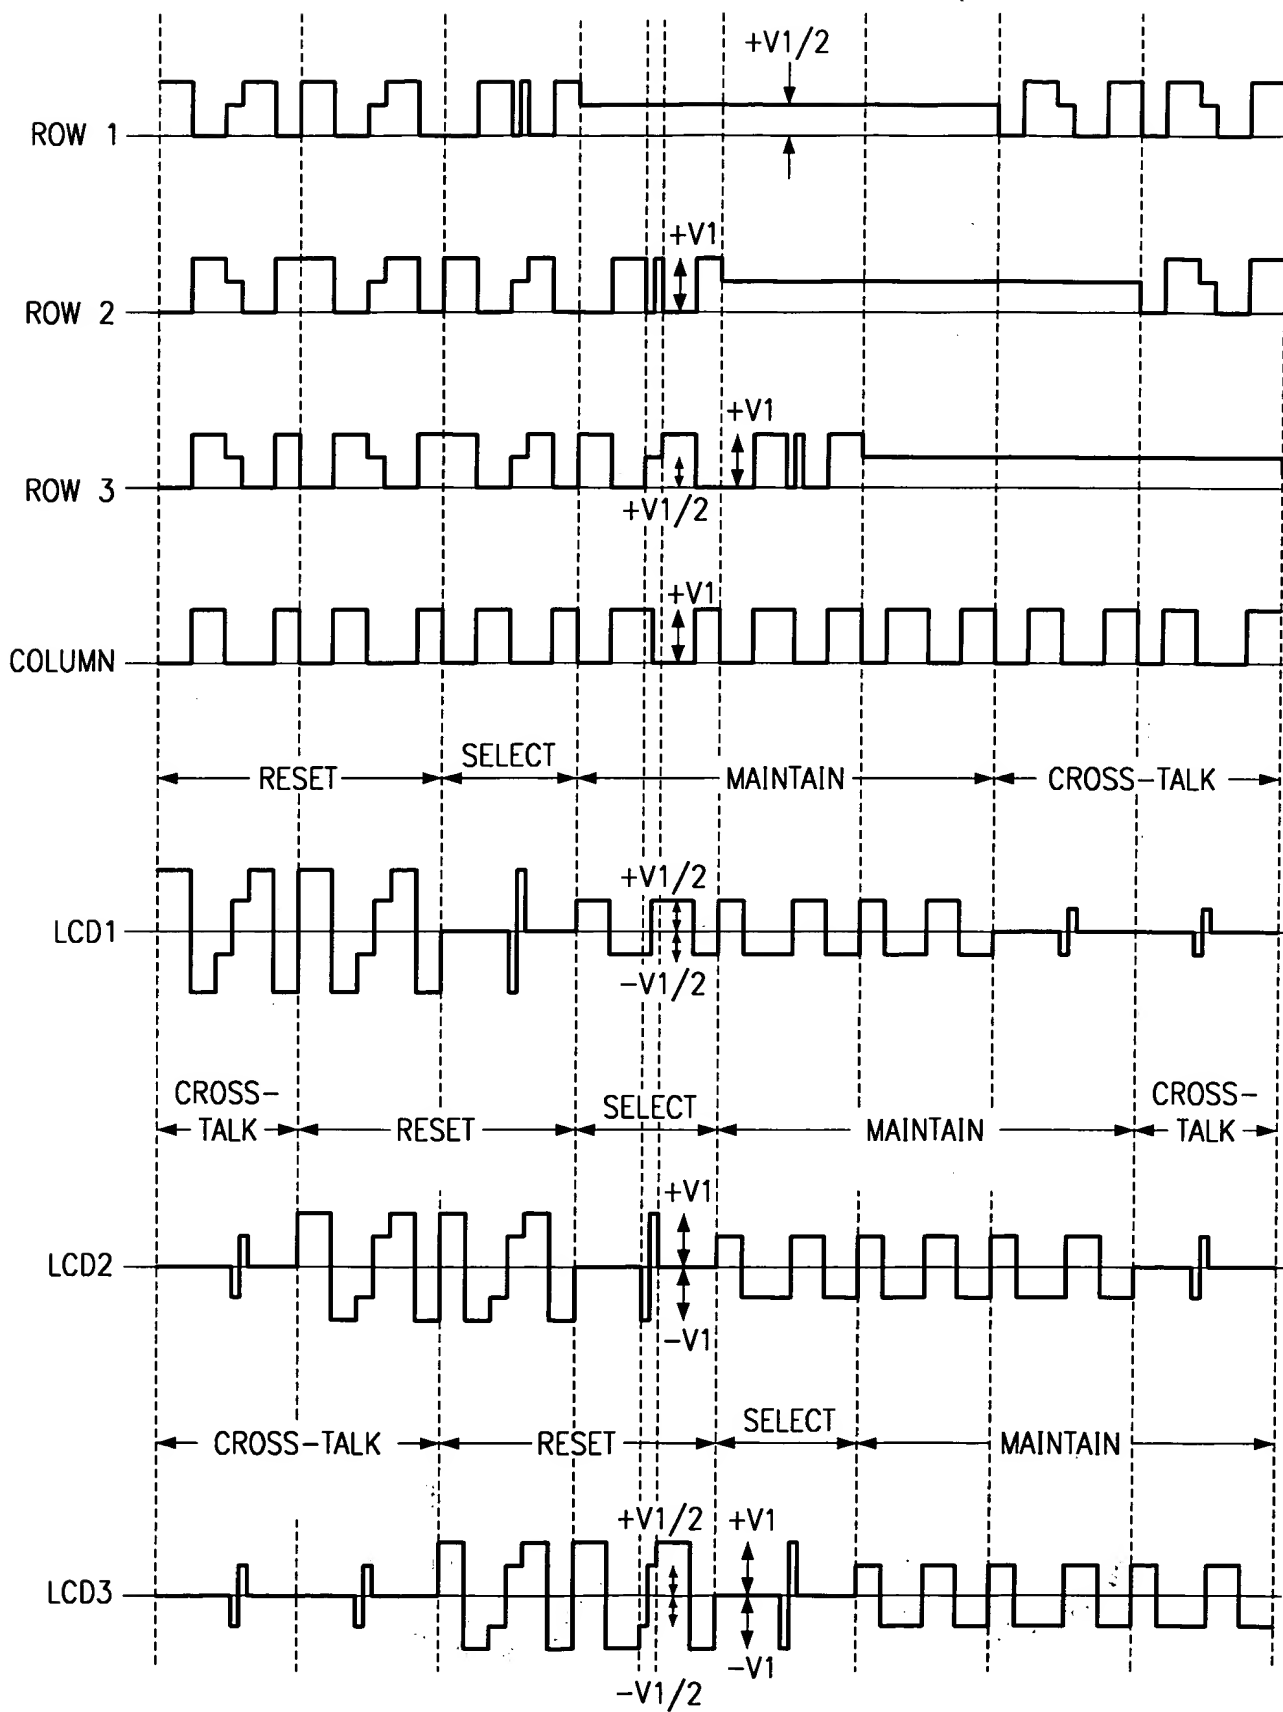 +V1/2
ROW 1
+V1
ROW 2
+V1
ROW 3
+V1/2
+V1
COLUMN
SELECT
RESET
MAINTAIN
CROSS-TALK
+V1/2
LCD1
-V1/2
CROSS-
TALK
RESET
SELECT
MAINTAIN
CROSS-
TALK
+V1
LCD2
-V1
SELECT
CROSS-TALK
RESET
MAINTAIN
+V1/2
+V1
LCD3
-V1
-V1/2